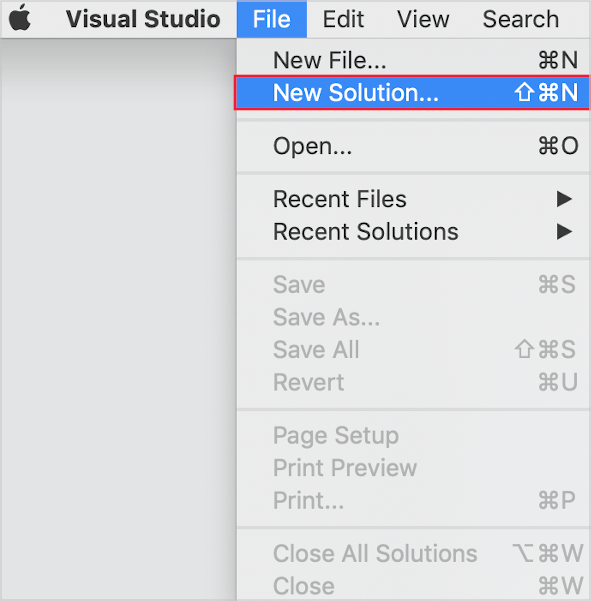 Visual Studio File Edit View Search
New File... ⌘N
New Solution... ⇧⌘N
Open... ⌘O
Recent Files ▶
Recent Solutions ▶
Save ⌘S
Save As...
Save All ⇧⌘S
Revert ⌘U
Page Setup
Print Preview
Print... ⌘P
Close All Solutions ⌥⌘W
Close ⌘W